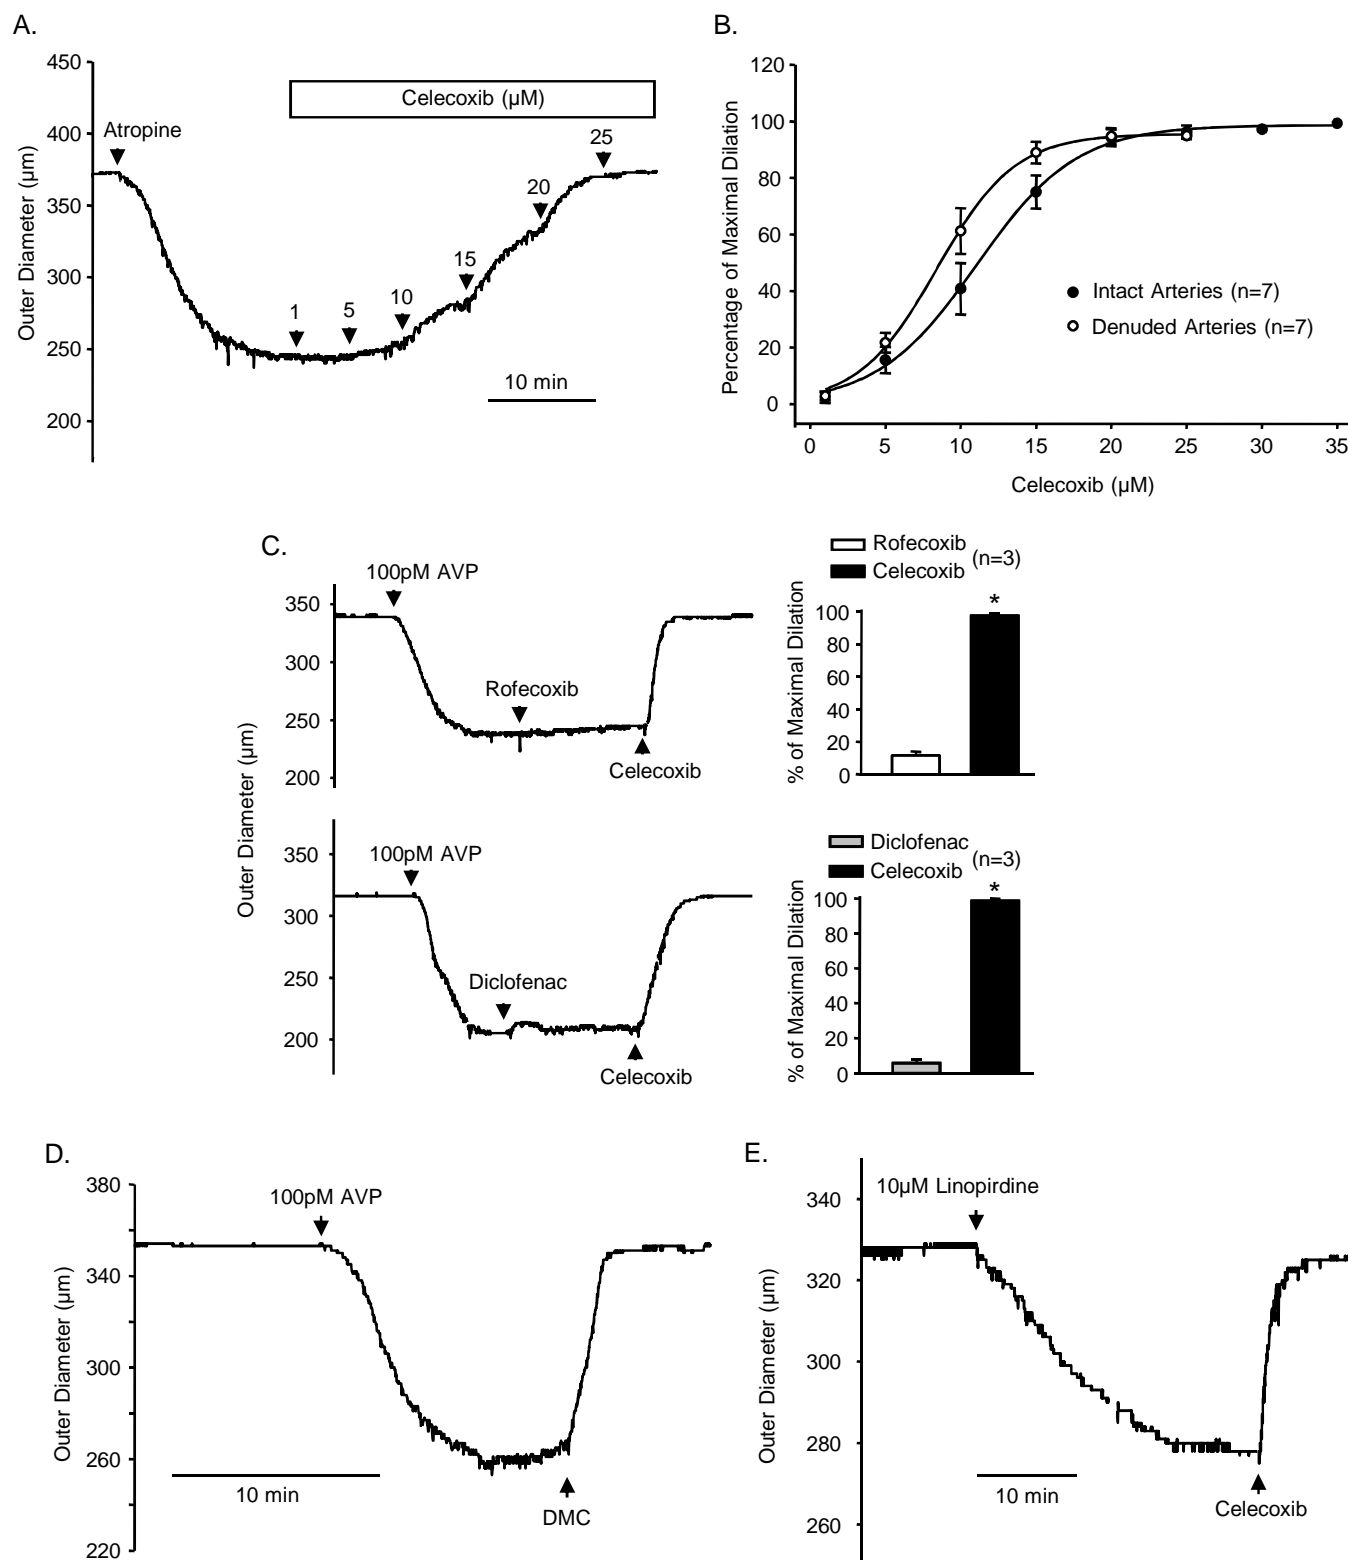 A.
450
400
350
300
250
200
Outer Diameter (µm)
Atropine
Celecoxib (µM)
1
5
10
15
20
25
10 min
B.
120
100
80
60
40
20
0
Percentage of Maximal Dilation
Intact Arteries (n=7)
Denuded Arteries (n=7)
0 5 10 15 20 25 30 35
Celecoxib (µM)
C.
Outer Diameter (µm)
100pM AVP
350
300
250
200
Rofecoxib
Celecoxib
Rofecoxib
Celecoxib
(n=3)
% of Maximal Dilation
100
80
60
40
20
0
*
100pM AVP
350
300
250
200
Diclofenac
Celecoxib
Diclofenac
Celecoxib
(n=3)
% of Maximal Dilation
100
80
60
40
20
0
*
D.
380
340
300
260
220
Outer Diameter (µm)
100pM AVP
10 min
DMC
E.
340
320
300
280
260
Outer Diameter (µm)
10µM Linopirdine
10 min
Celecoxib